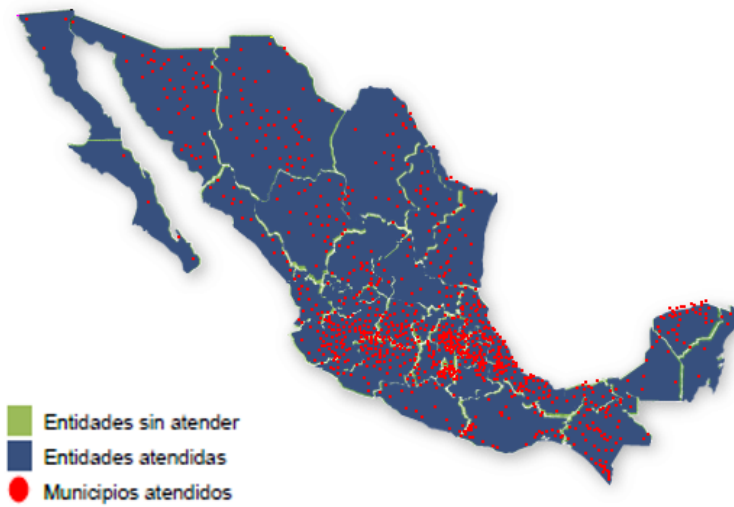 Entidades sin atender
Entidades atendidas
Municipios atendidos